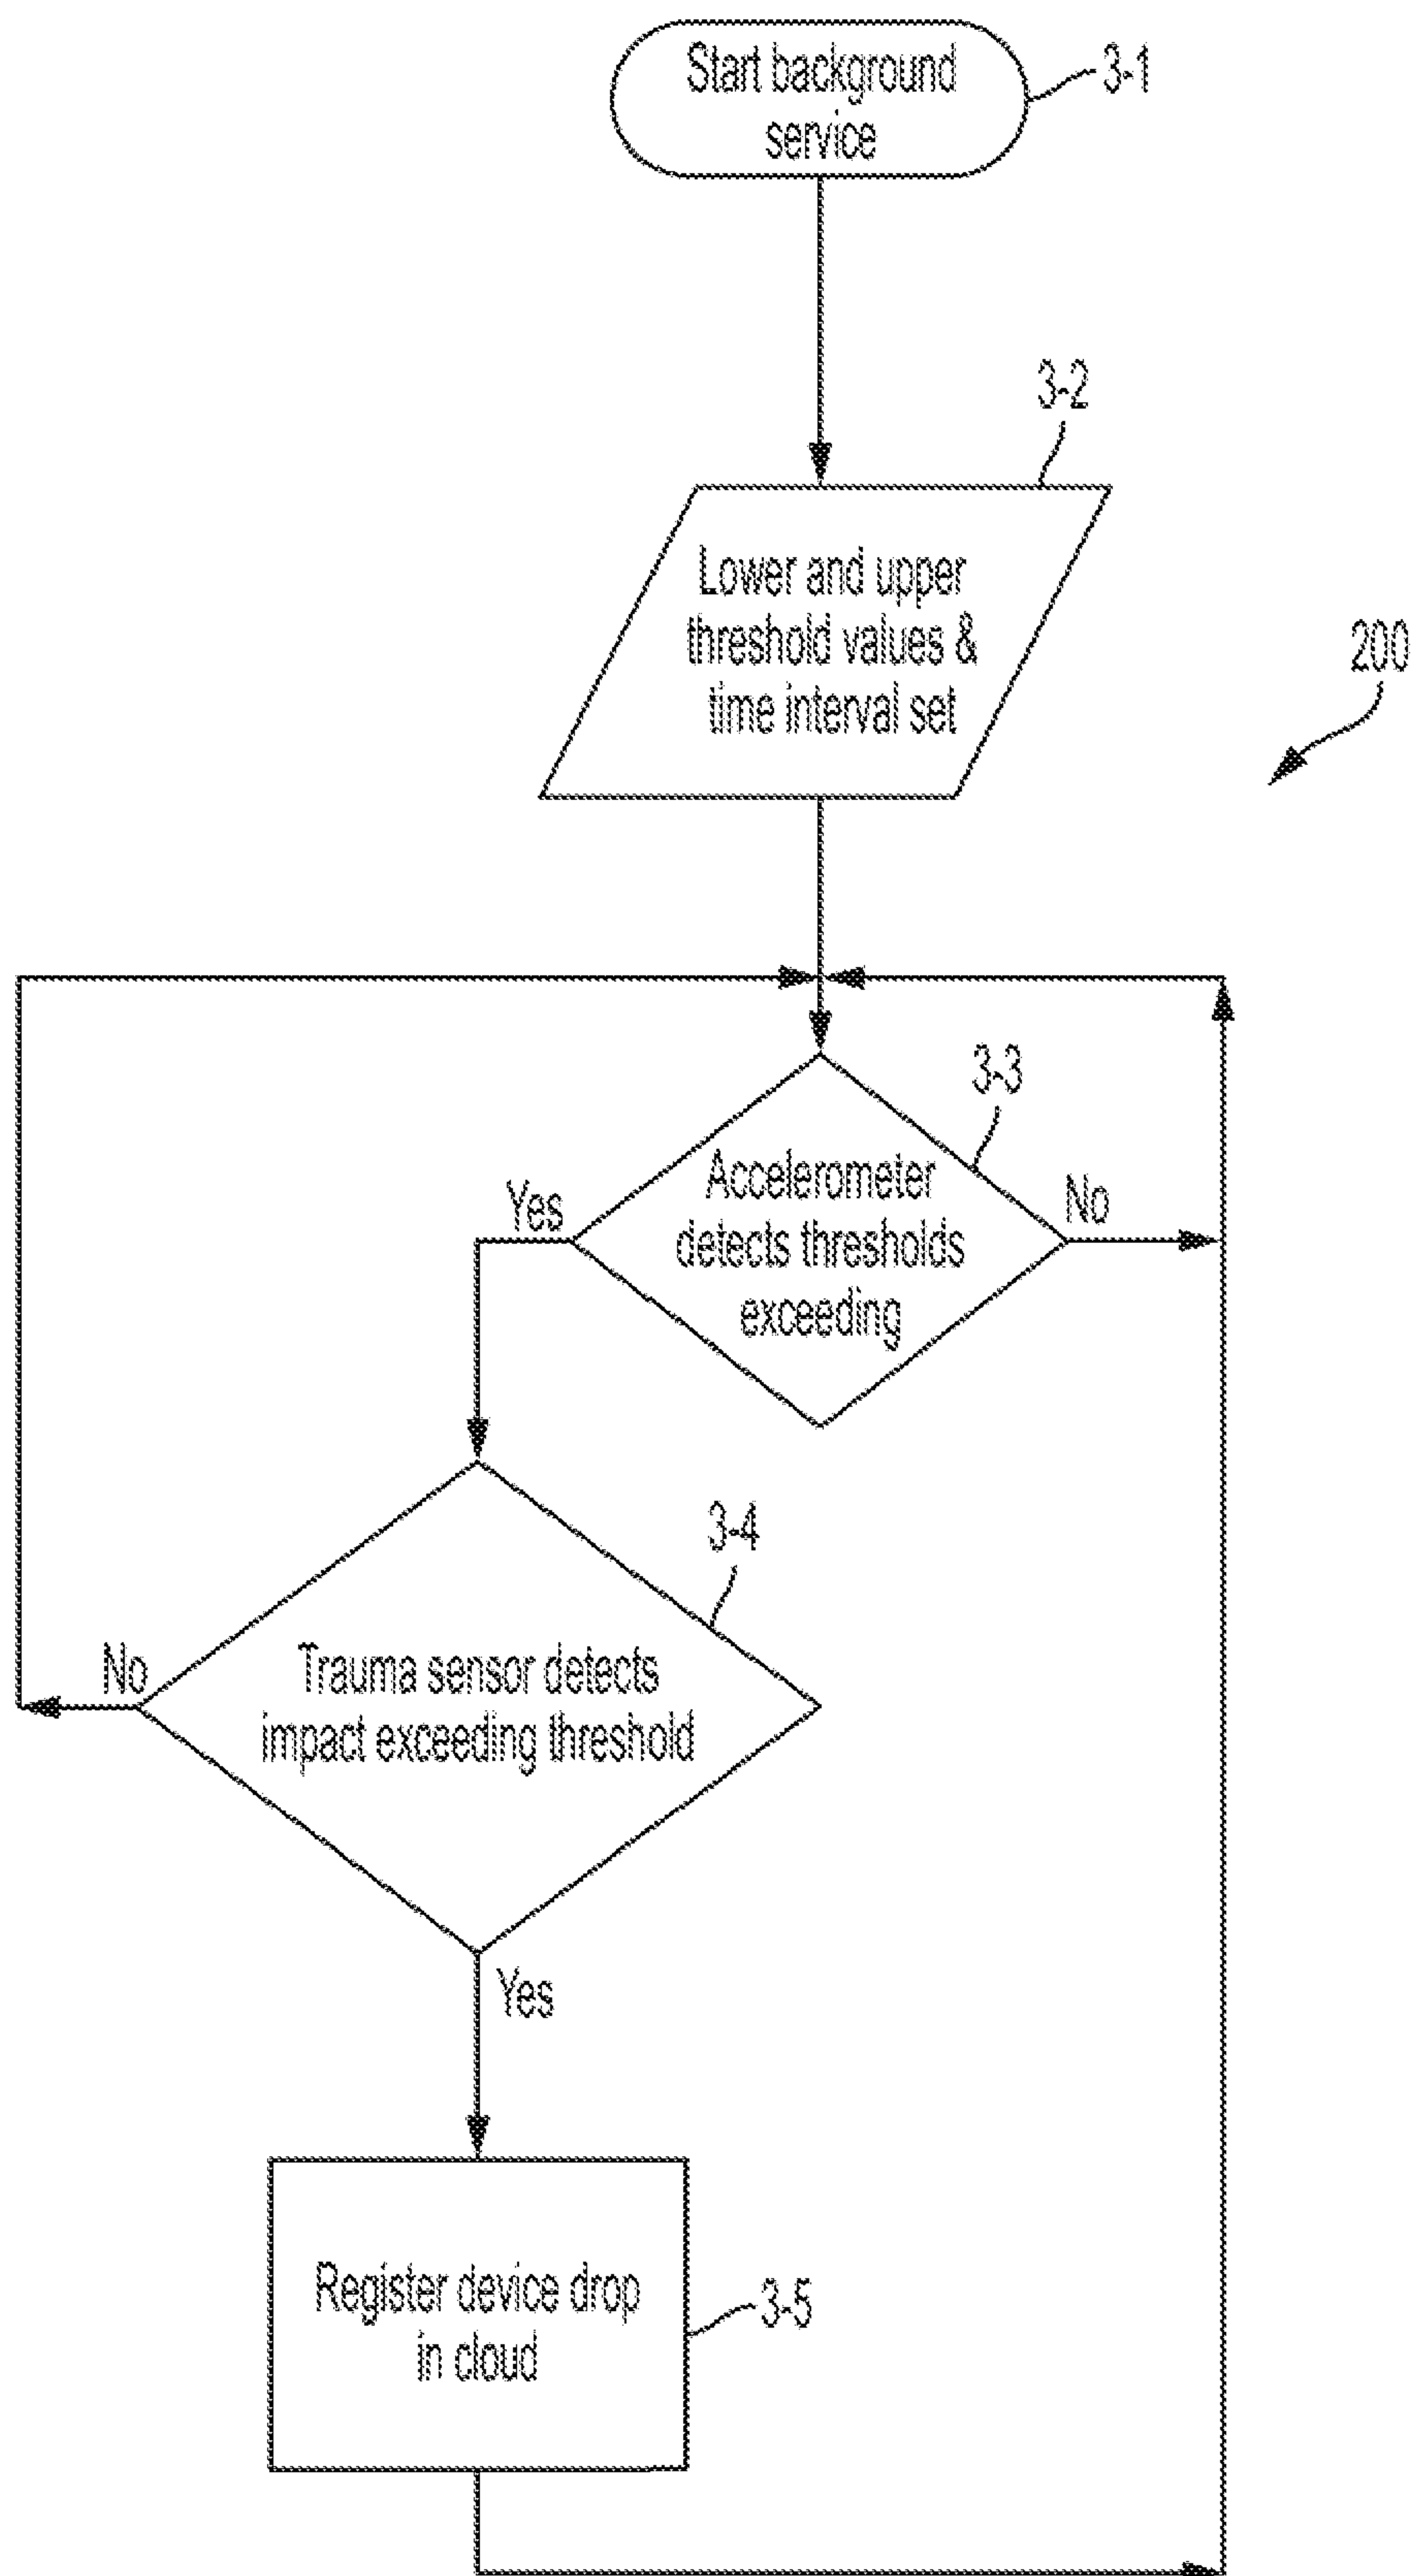 Start background
service
3-1
3-2
Lower and upper
threshold values &
time interval set
200
3-3
Accelerometer
detects thresholds
exceeding
Yes
No
3-4
Trauma sensor detects
impact exceeding threshold
No
Yes
Register device drop
in cloud
3-5